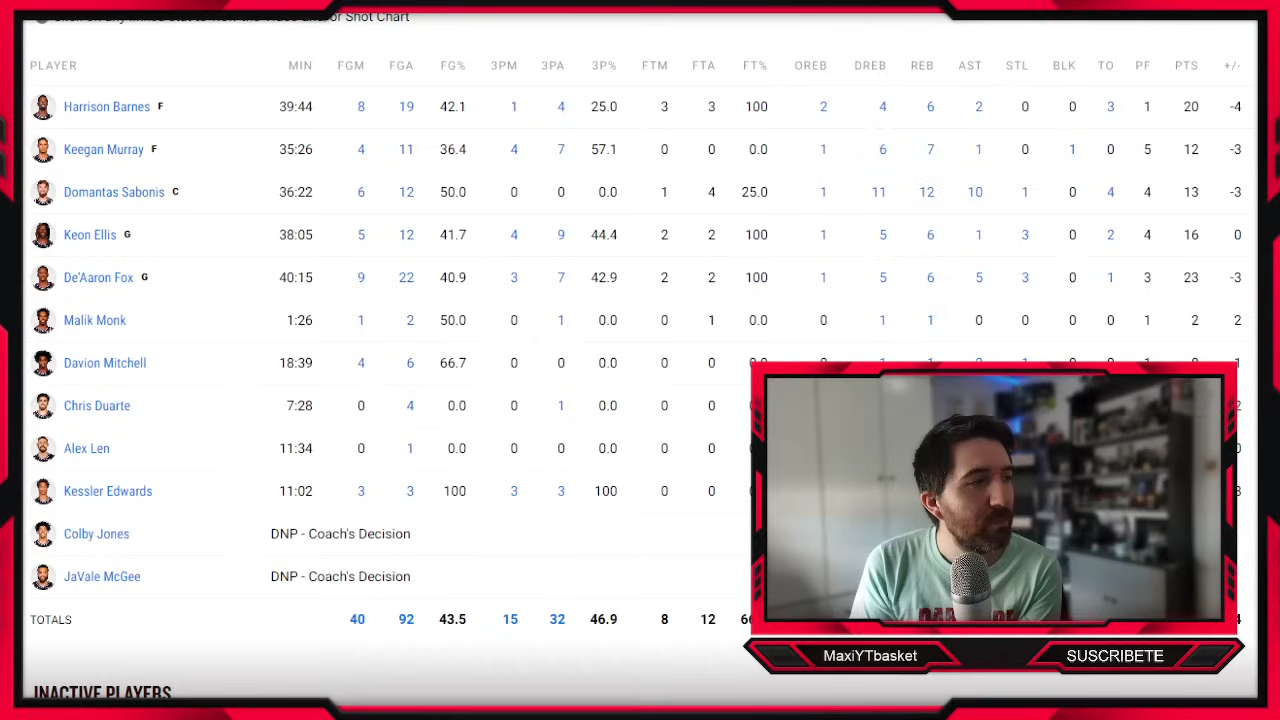 or Shot Chart
PLAYER MIN FGM FGA FG% 3PM 3PA 3P% FTM FTA FT% OREB DREB REB AST STL BLK TO PF PTS +/-
Harrison Barnes F 39:44 8 19 42.1 1 4 25.0 3 3 100 2 4 6 2 0 0 3 1 20 -4
Keegan Murray F 35:26 4 11 36.4 4 7 57.1 0 0 0.0 1 6 7 1 0 1 0 5 12 -3
Domantas Sabonis C 36:22 6 12 50.0 0 0 0.0 1 4 25.0 1 11 12 10 1 0 4 4 13 -3
Keon Ellis G 38:05 5 12 41.7 4 9 44.4 2 2 100 1 5 6 1 3 0 2 4 16 0
De'Aaron Fox G 40:15 9 22 40.9 3 7 42.9 2 2 100 1 5 6 5 3 0 1 3 23 -3
Malik Monk 1:26 1 2 50.0 0 1 0.0 0 1 0.0 0 1 1 0 0 0 0 1 2 2
Davion Mitchell 18:39 4 6 66.7 0 0 0.0 0 0
Chris Duarte 7:28 0 4 0.0 0 1 0.0 0 0
Alex Len 11:34 0 1 0.0 0 0 0.0 0 0
Kessler Edwards 11:02 3 3 100 3 3 100 0 0
Colby Jones DNP - Coach's Decision
JaVale McGee DNP - Coach's Decision
TOTALS 40 92 43.5 15 32 46.9 8 12
INACTIVE PLAYERS
MaxiYTbasket
SUSCRIBETE